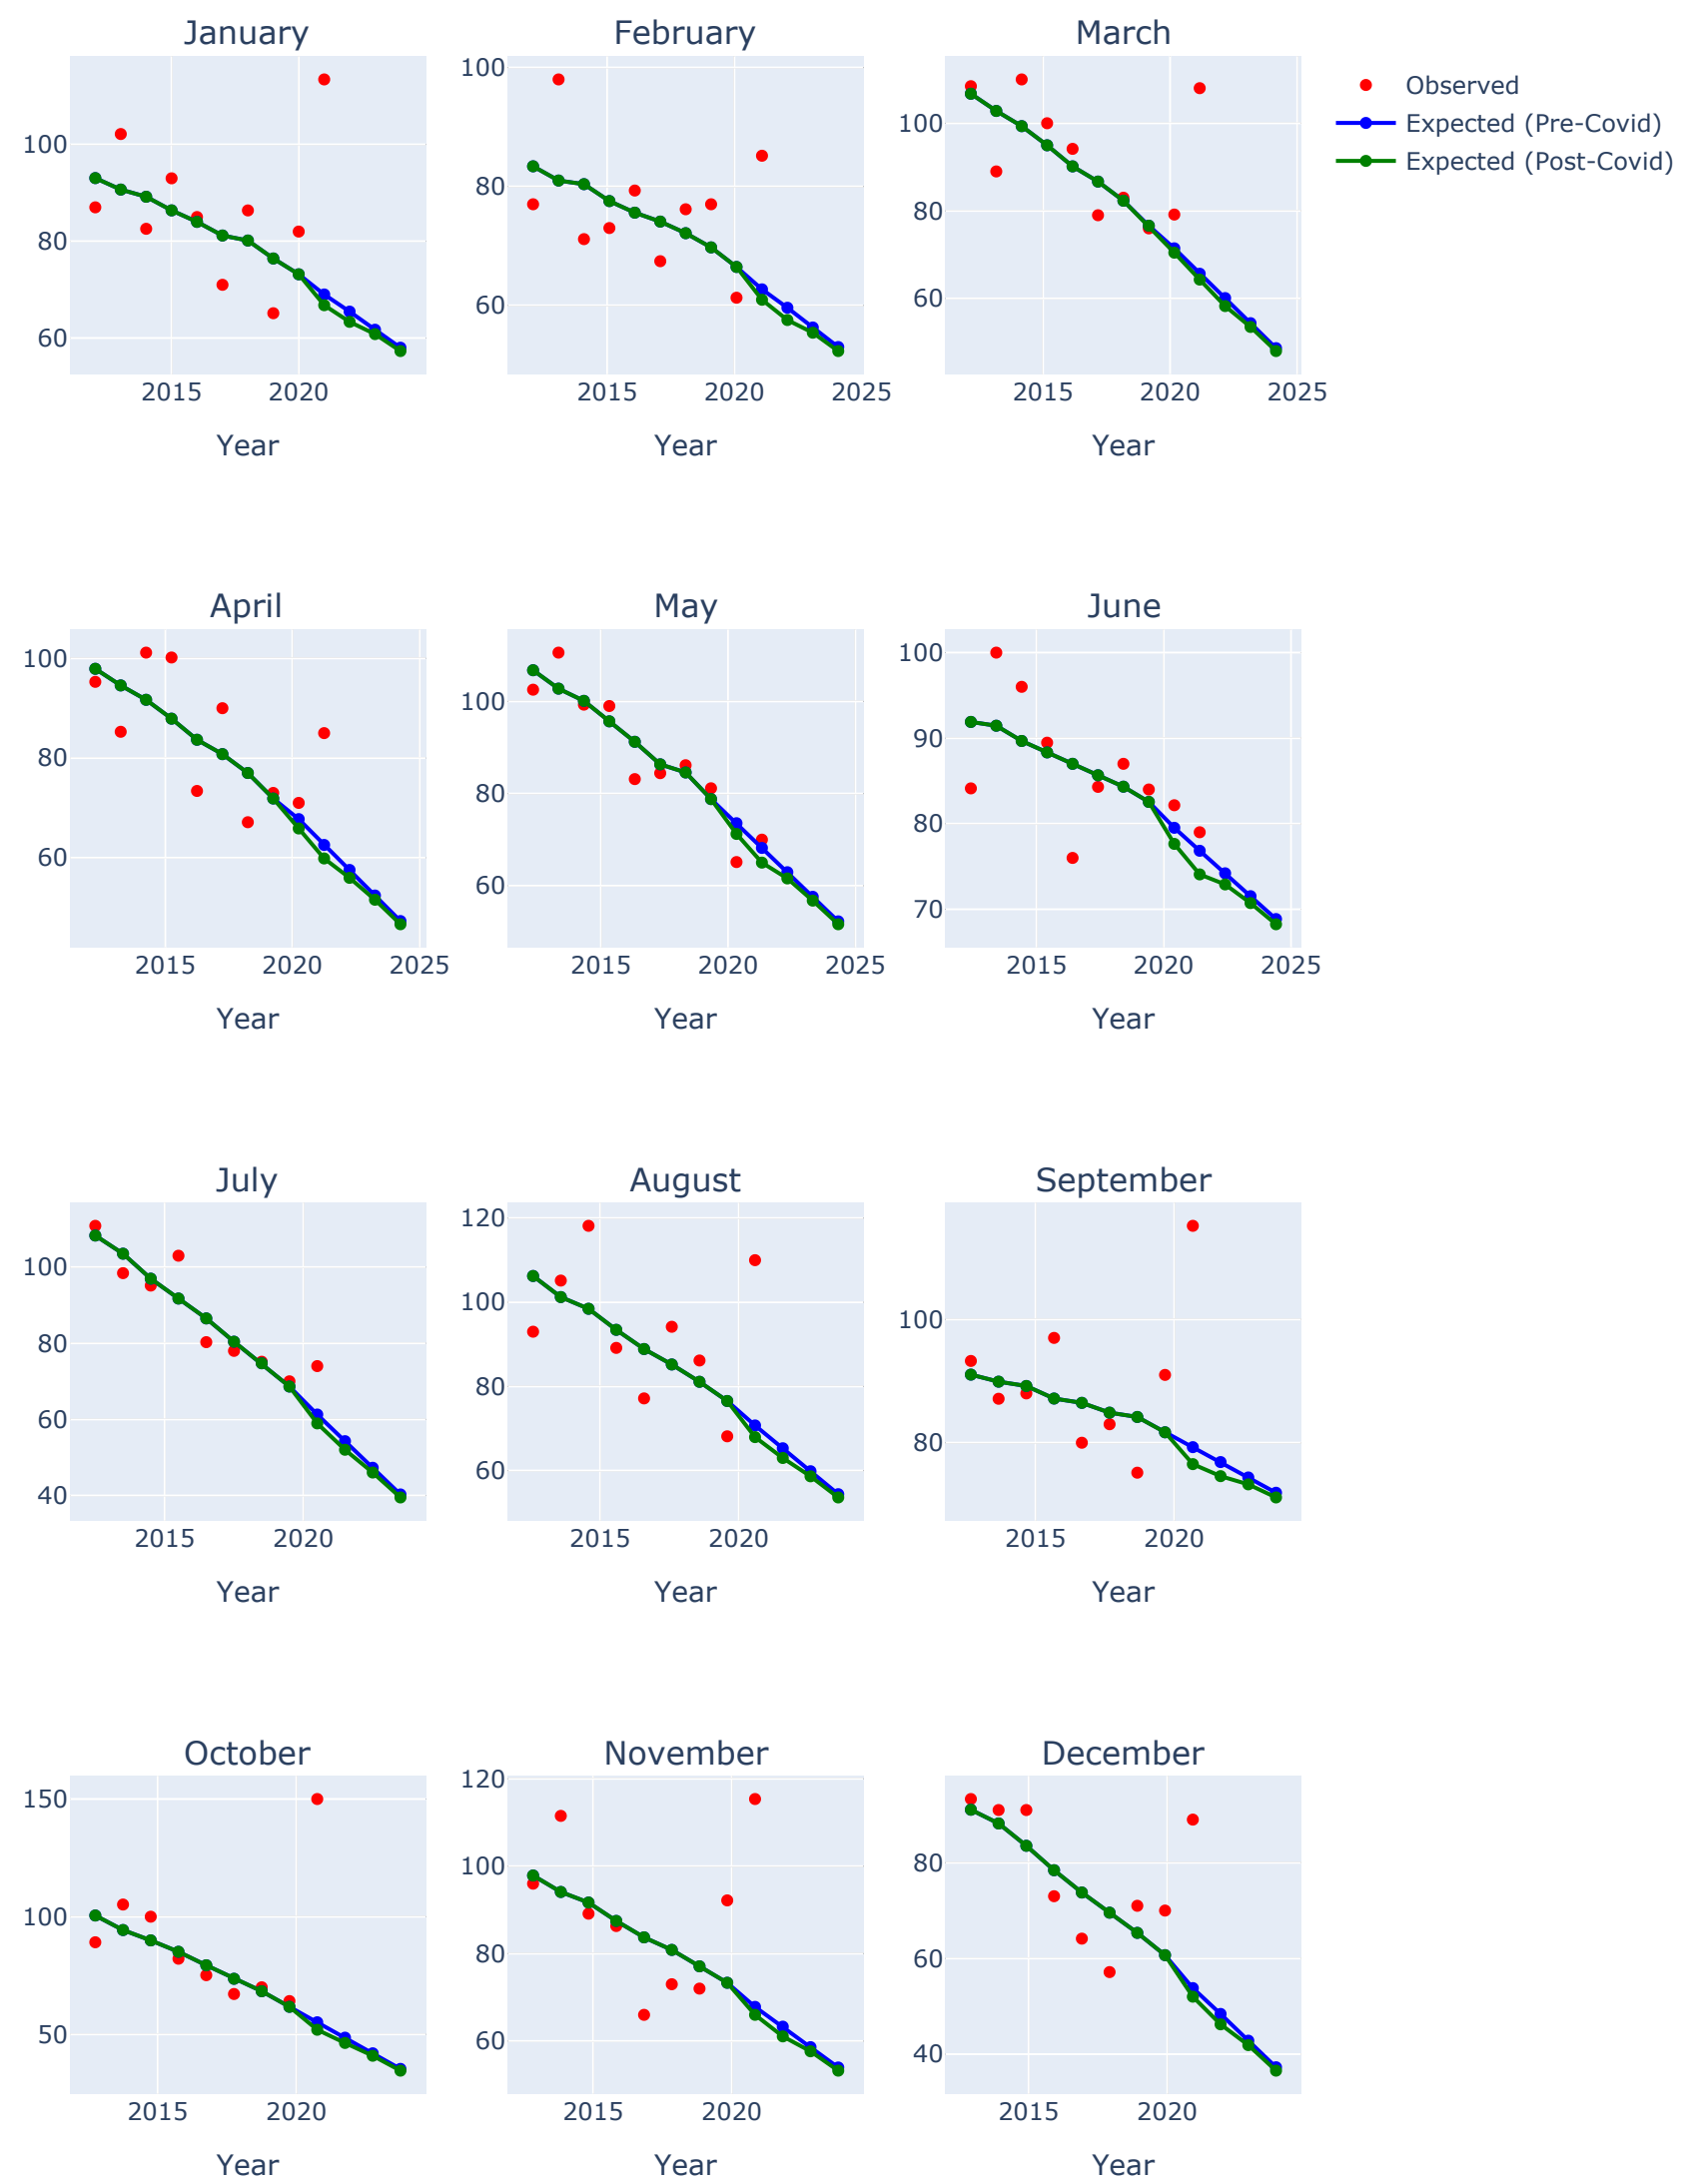 January
February
March
100
80
60
2015
2020
Year
100
80
60
2015
2020
2025
Year
100
80
60
2015
2020
2025
Year
Observed
Expected (Pre-Covid)
Expected (Post-Covid)
April
May
June
100
80
60
2015
2020
2025
Year
100
80
60
2015
2020
2025
Year
100
90
80
70
2015
2020
2025
Year
July
August
September
100
80
60
40
2015
2020
Year
120
100
80
60
2015
2020
Year
100
80
2015
2020
Year
October
November
December
150
100
50
2015
2020
Year
120
100
80
60
2015
2020
Year
80
60
40
2015
2020
Year